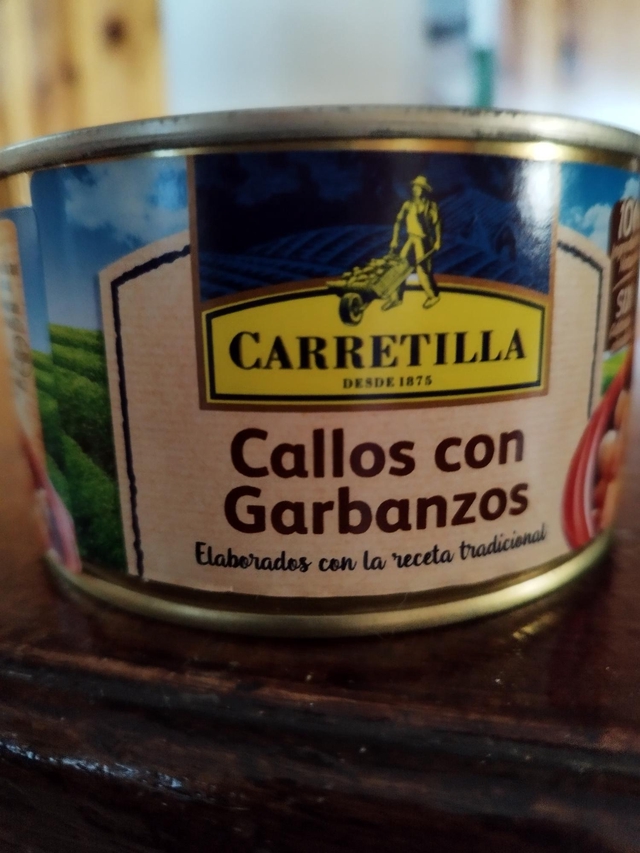 CARRETILLA
DESDE 1875
Callos con
Garbanzos
Elaborados con la receta tradicional